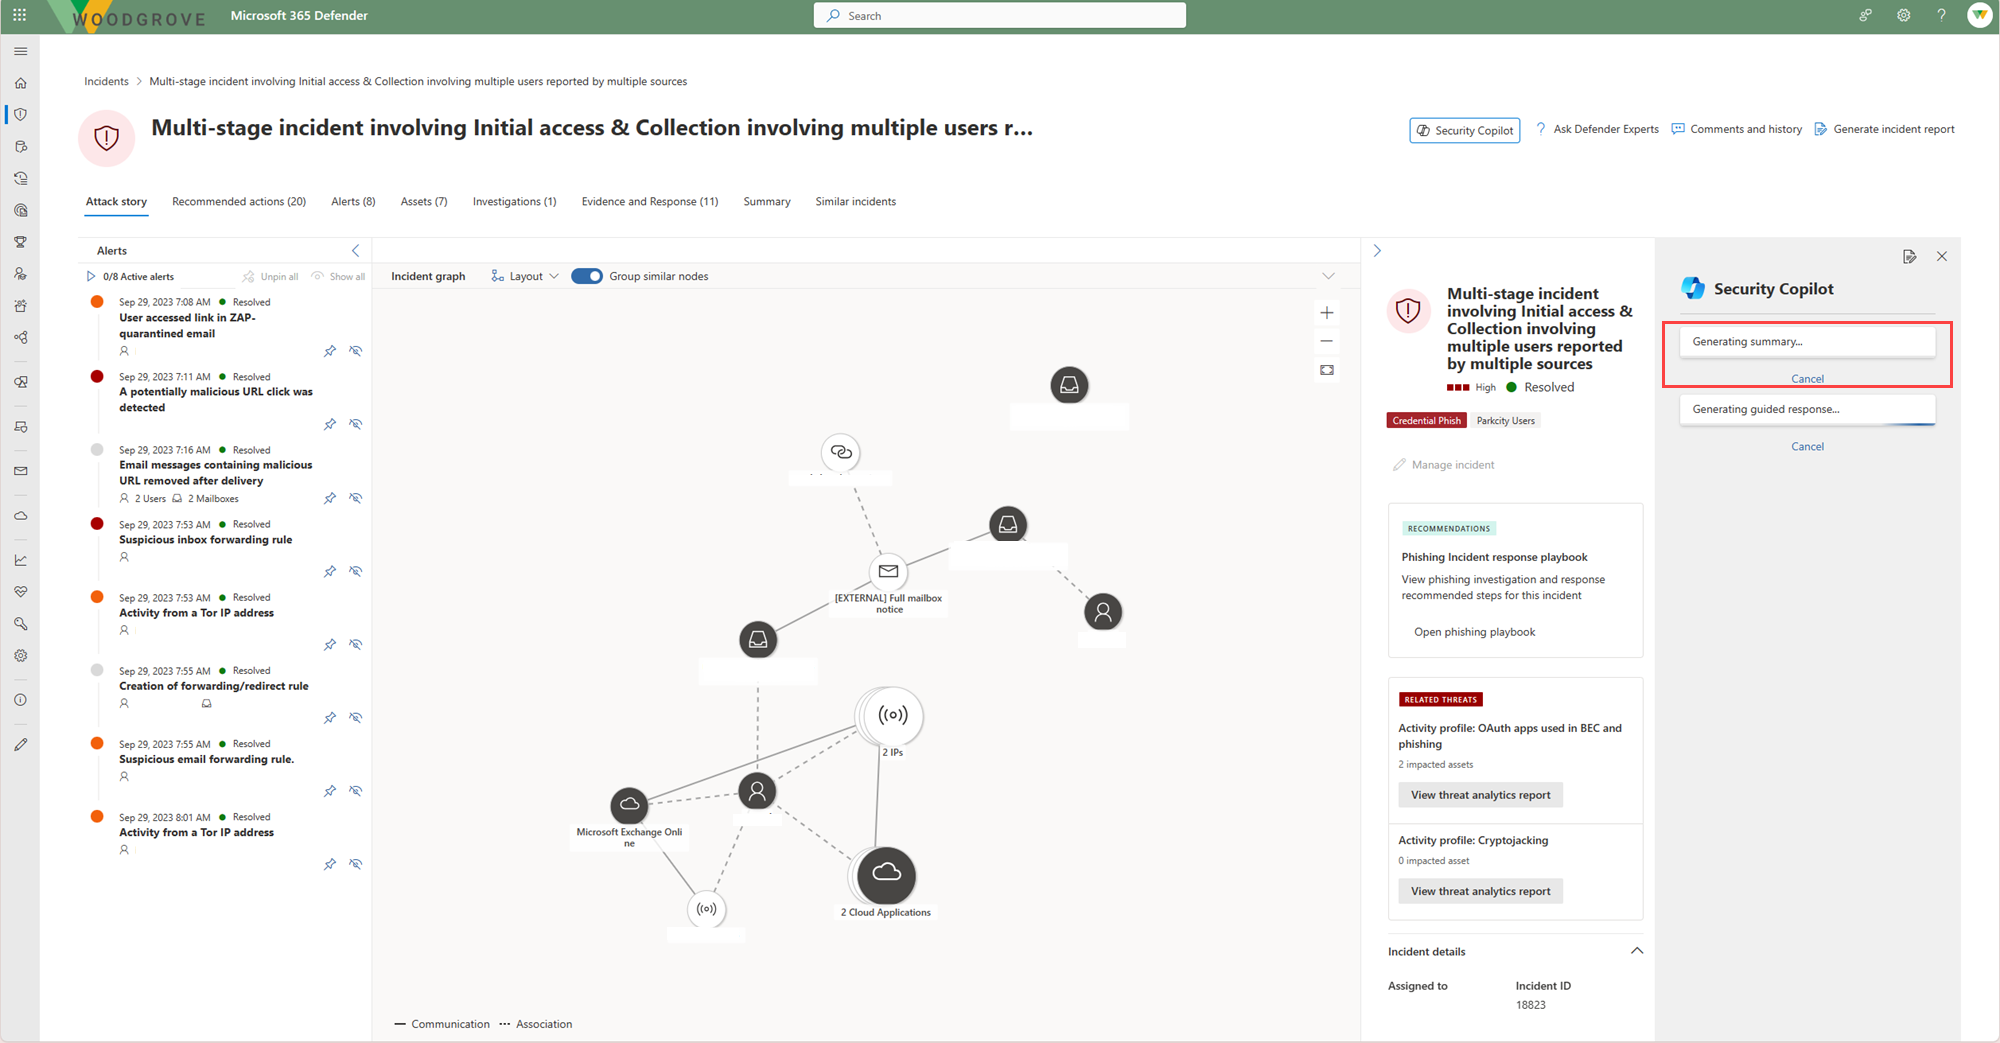 WOODGROVE
Microsoft 365 Defender
Search
Incidents > Multi-stage incident involving Initial access & Collection involving multiple users reported by multiple sources
Multi-stage incident involving Initial access & Collection involving multiple users r...
Security Copilot
Ask Defender Experts
Comments and history
Generate incident report
Attack story
Recommended actions (20)
Alerts (8)
Assets (7)
Investigations (1)
Evidence and Response (11)
Summary
Similar incidents
Alerts
0/8 Active alerts
Unpin all
Show all
Sep 29, 2023 7:08 AM Resolved
User accessed link in ZAP-
quarantined email
Sep 29, 2023 7:11 AM Resolved
A potentially malicious URL click was
detected
Sep 29, 2023 7:16 AM Resolved
Email messages containing malicious
URL removed after delivery
2 Users 2 Mailboxes
Sep 29, 2023 7:53 AM Resolved
Suspicious inbox forwarding rule
Sep 29, 2023 7:53 AM Resolved
Activity from a Tor IP address
Sep 29, 2023 7:55 AM Resolved
Creation of forwarding/redirect rule
Sep 29, 2023 7:55 AM Resolved
Suspicious email forwarding rule.
Sep 29, 2023 8:01 AM Resolved
Activity from a Tor IP address
Incident graph
Layout
Group similar nodes
[EXTERNAL] Full mailbox
notice
2 IPs
Microsoft Exchange Onli
ne
2 Cloud Applications
Communication
Association
Multi-stage incident
involving Initial access &
Collection involving
multiple users reported
by multiple sources
High Resolved
Credential Phish Parkcity Users
Manage incident
RECOMMENDATIONS
Phishing Incident response playbook
View phishing investigation and response
recommended steps for this incident
Open phishing playbook
RELATED THREATS
Activity profile: OAuth apps used in BEC and
phishing
2 impacted assets
View threat analytics report
Activity profile: Cryptojacking
0 impacted asset
View threat analytics report
Incident details
Assigned to
Incident ID
18823
Security Copilot
Generating summary...
Cancel
Generating guided response...
Cancel